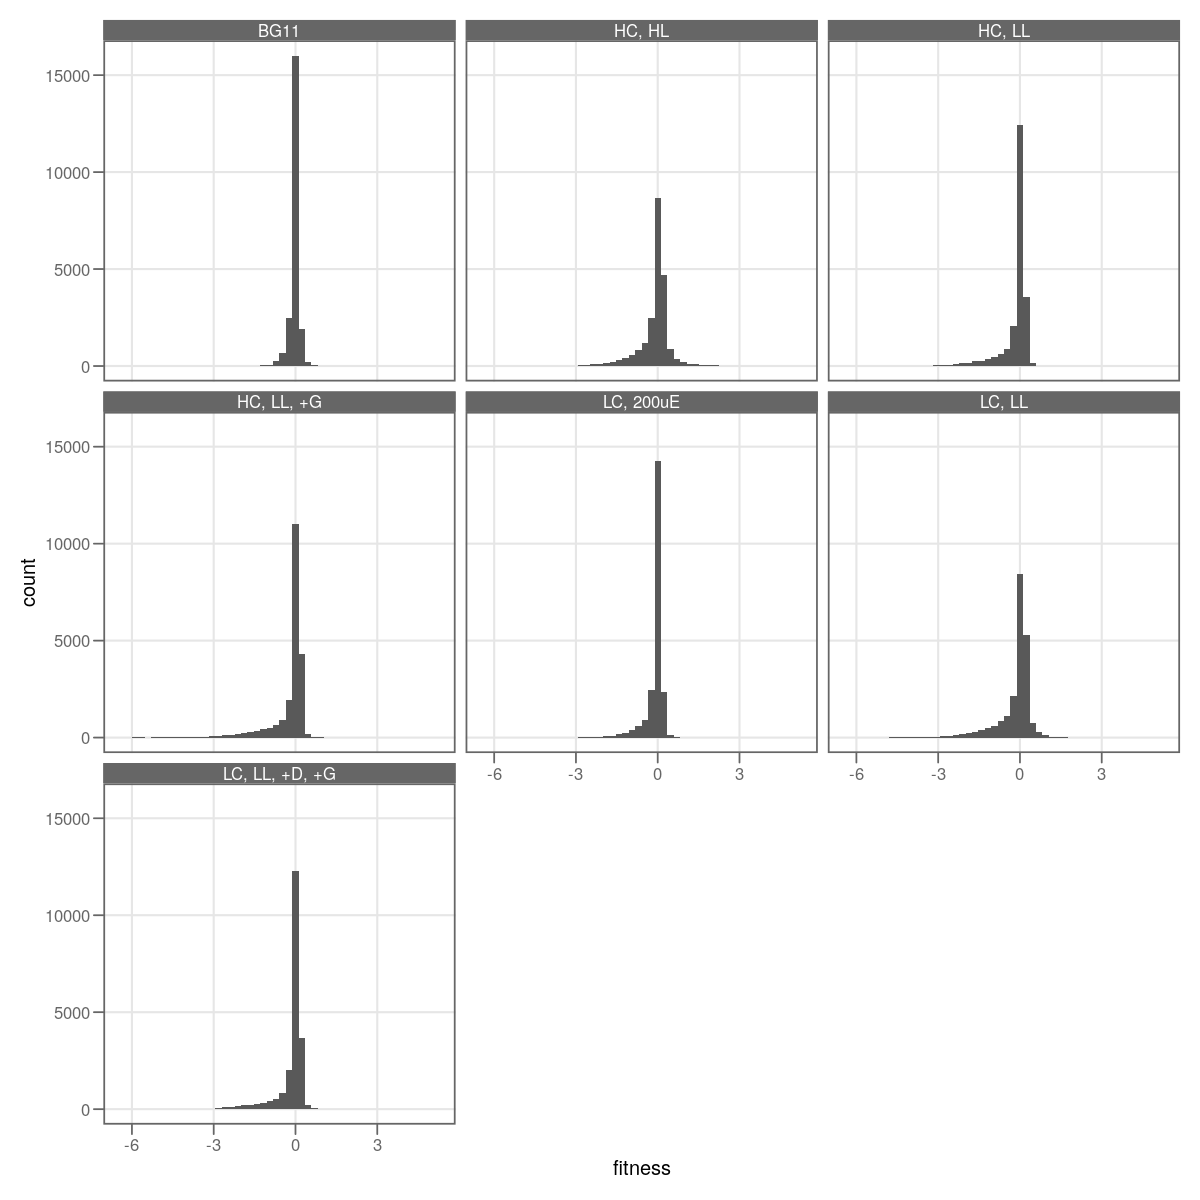 BG11
HC, HL
HC, LL
15000
10000
5000
0
HC, LL, +G
LC, 200uE
LC, LL
15000
10000
5000
0
-6 -3 0 3
-6 -3 0 3
LC, LL, +D, +G
15000
10000
5000
0
-6 -3 0 3
count
fitness